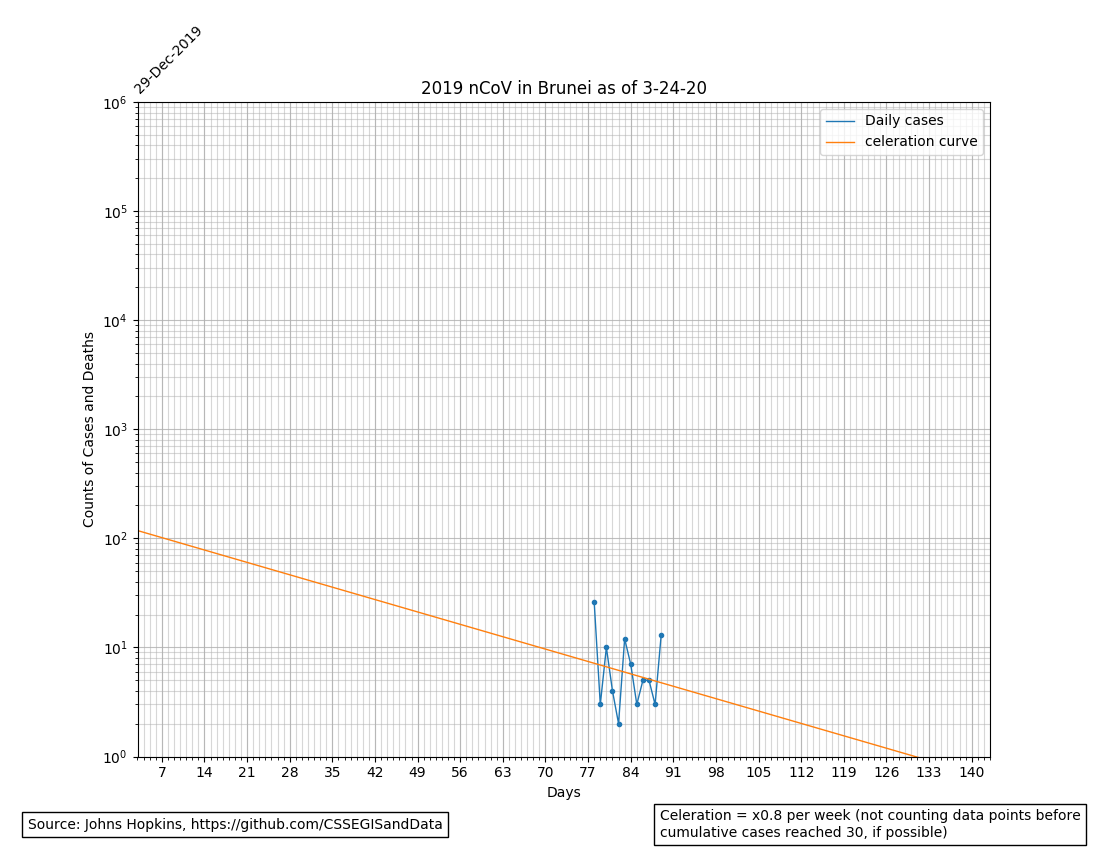 29-Dec-2019
2019 nCoV in Brunei as of 3-24-20
Daily cases
celeration curve
Counts of Cases and Deaths
10^6
10^5
10^4
10^3
10^2
10^1
10^0
7 14 21 28 35 42 49 56 63 70 77 84 91 98 105 112 119 126 133 140
Days
Source: Johns Hopkins, https://github.com/CSSEGISandData
Celeration = x0.8 per week (not counting data points before
cumulative cases reached 30, if possible)